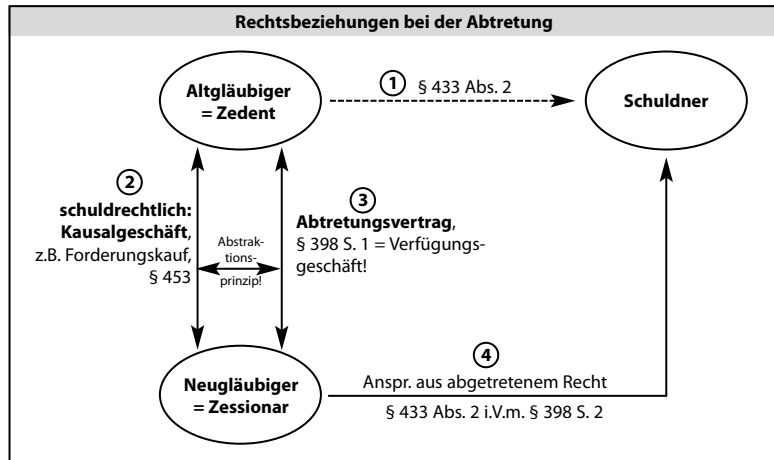 Rechtsbeziehungen bei der Abtretung
Altgläubiger
= Zedent
1
§ 433 Abs. 2
Schuldner
2
schuldrechtlich:
Kausalgeschäft,
z.B. Forderungskauf,
§ 453
Abstrak-
tions-
prinzip!
3
Abtretungsvertrag,
§ 398 S. 1 = Verfügungs-
geschäft!
Neugläubiger
= Zessionar
4
Anspr. aus abgetretenem Recht
§ 433 Abs. 2 i.V.m. § 398 S. 2